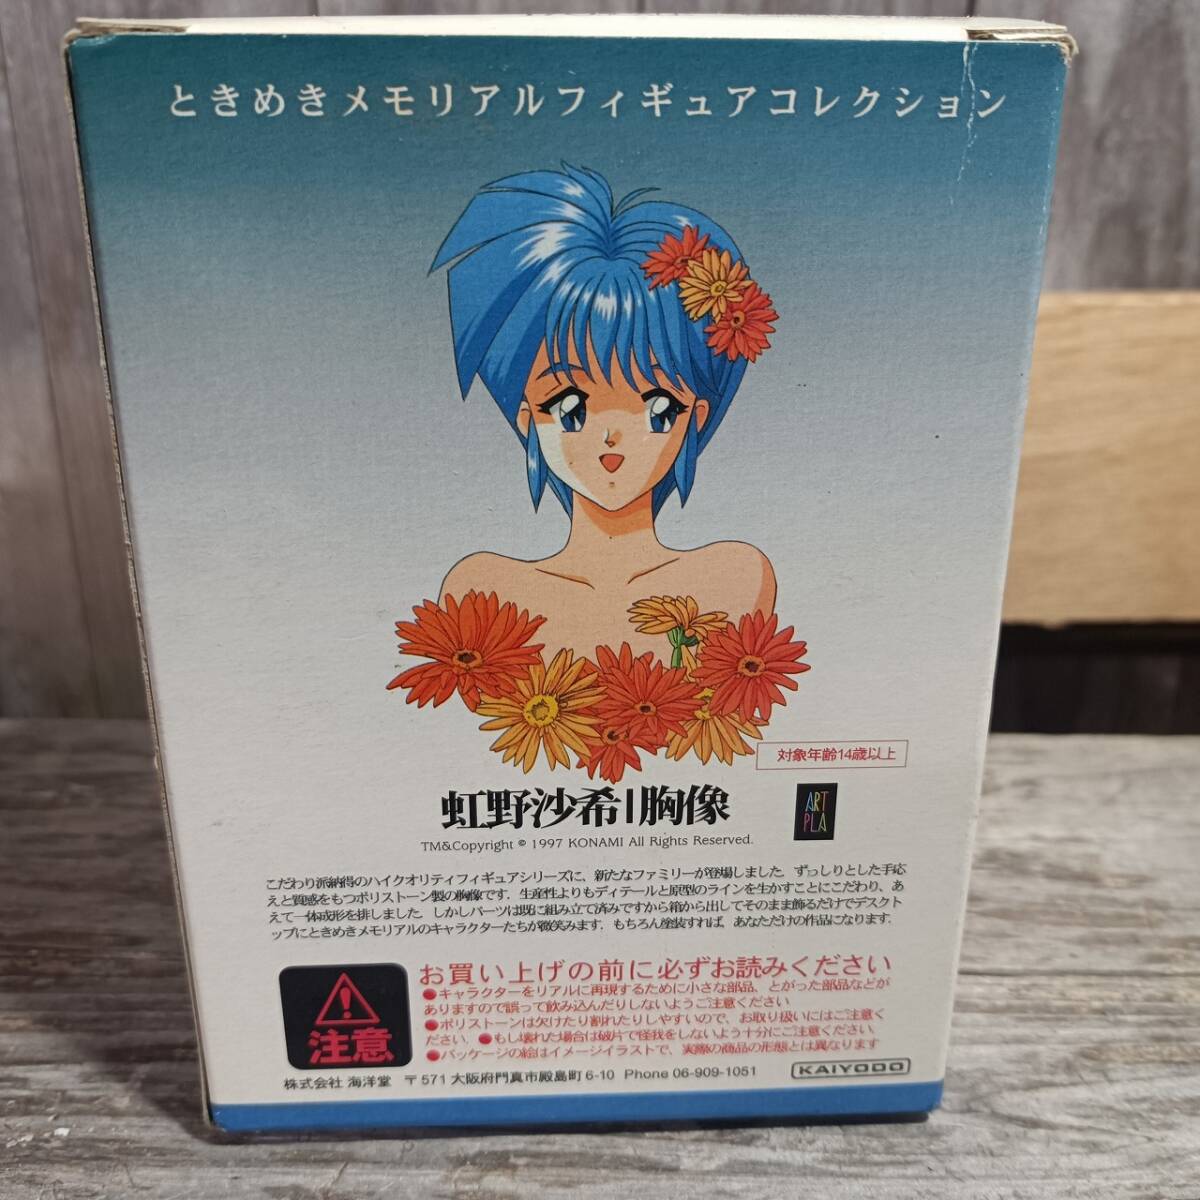 ときめきメモリアルフィギュアコレクション
対象年齢14歳以上
虹野沙希|胸像
ART
PLA
TM&Copyright © 1997 KONAMI All Rights Reserved.
こだわり派納得のハイクオリティフィギュアシリーズに、新たなファミリーが登場しました。ずっしりとした手応
えと質感をもつポリストーン製の胸像です。生産性よりもディテールと原型のラインを生かすことにこだわり、あ
えて一体成形を排しました。しかしパーツは既に組み立て済みですから箱から出してそのまま飾るだけでデスクト
ップにときめきメモリアルのキャラクターたちが微笑みます。もちろん塗装すれば、あなただけの作品になります。
お買い上げの前に必ずお読みください
●キャラクターをリアルに再現するために小さな部品、とがった部品などが
ありますので誤って飲み込んだりしないようご注意ください
●ポリストーンは欠けたり割れたりしやすいので、お取り扱いにはご注意く
ださい。●もし壊れた場合は破片で怪我をしないよう十分にご注意ください。
●パッケージの絵はイメージイラストで、実際の商品の形態とは異なります
注意
株式会社 海洋堂 〒571 大阪府門真市殿島町6-10 Phone 06-909-1051
KAIYODO